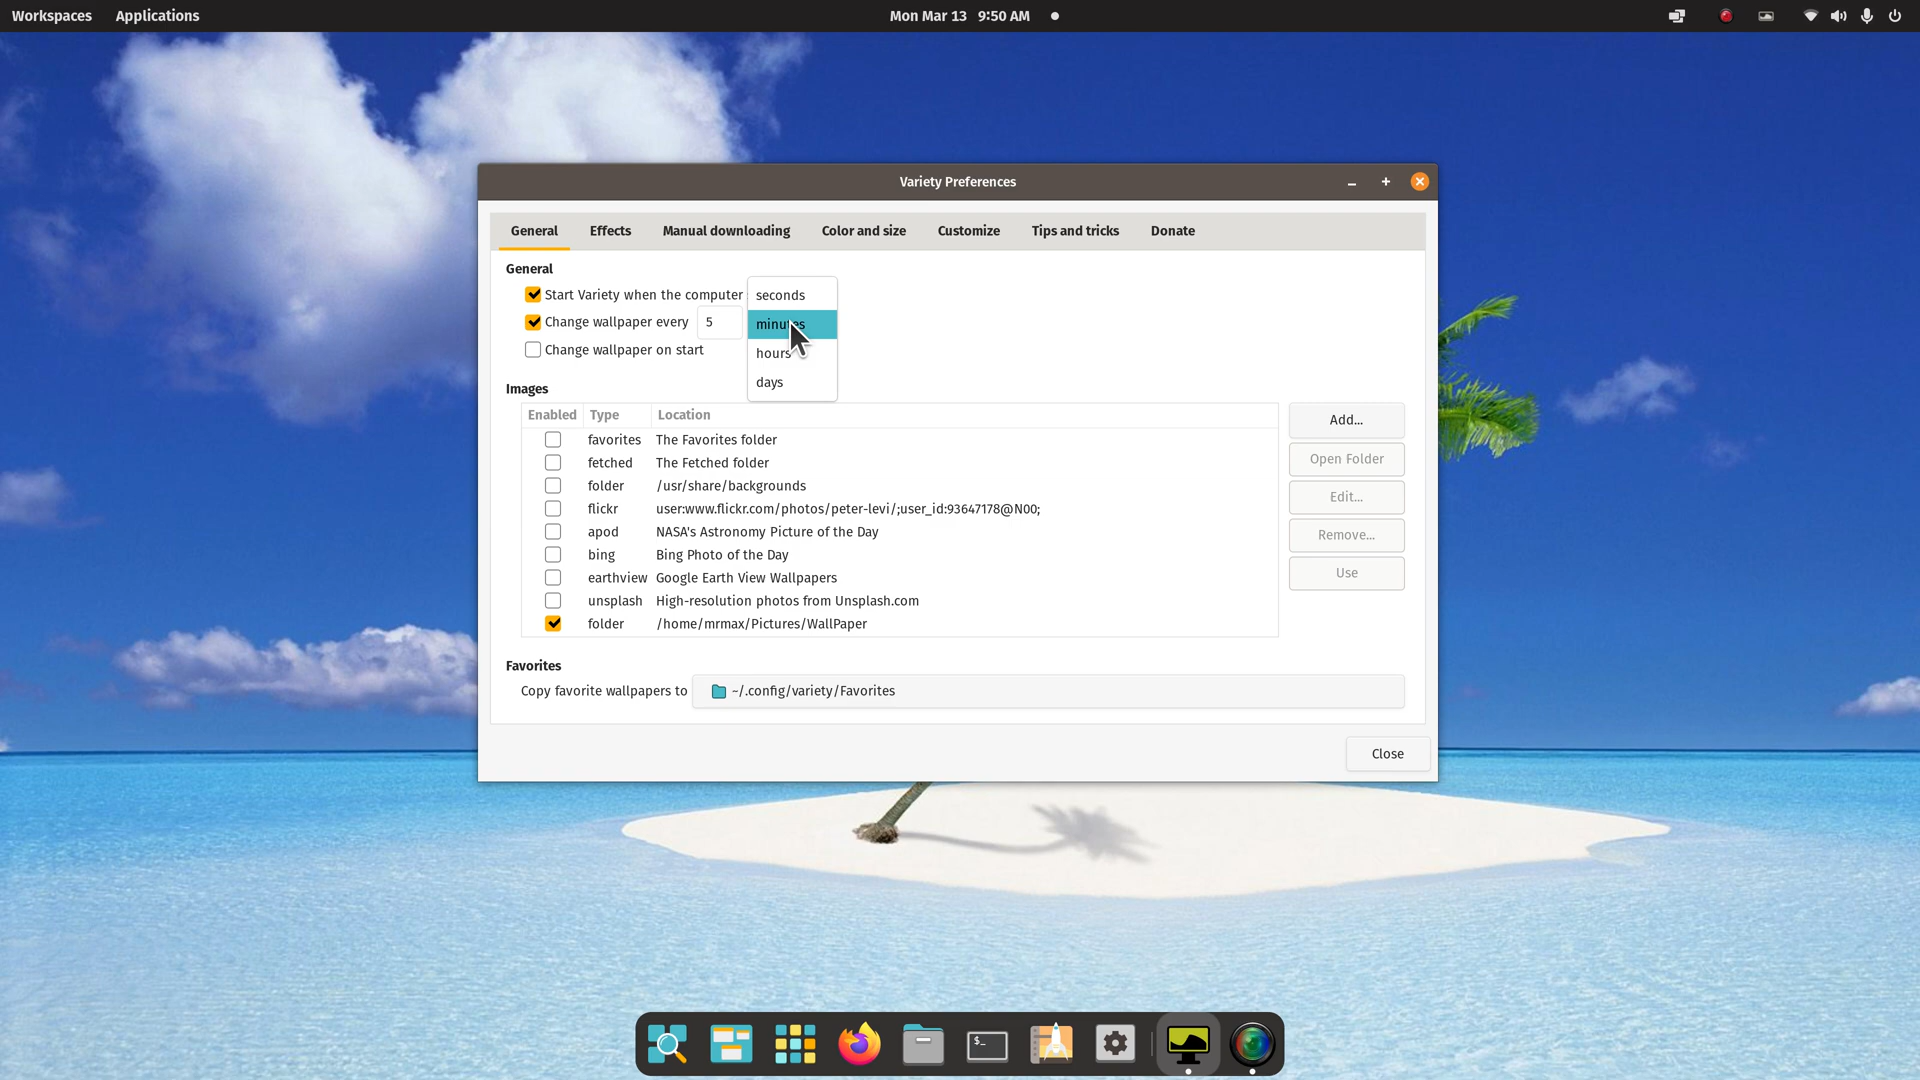 Workspaces Applications Mon Mar 13 9:50 AM
Variety Preferences
General Effects Manual downloading Color and size Customize Tips and tricks Donate
General
Start Variety when the computer
seconds
Change wallpaper every 5
minutes
Change wallpaper on start
hours
days
Images
Enabled Type Location
favorites The Favorites folder
fetched The Fetched folder
folder /usr/share/backgrounds
flickr user:www.flickr.com/photos/peter-levi/;user_id:93647178@N00;
apod NASA's Astronomy Picture of the Day
bing Bing Photo of the Day
earthview Google Earth View Wallpapers
unsplash High-resolution photos from Unsplash.com
folder /home/mrmax/Pictures/WallPaper
Add...
Open Folder
Edit...
Remove...
Use
Favorites
Copy favorite wallpapers to ~/.config/variety/Favorites
Close
$_